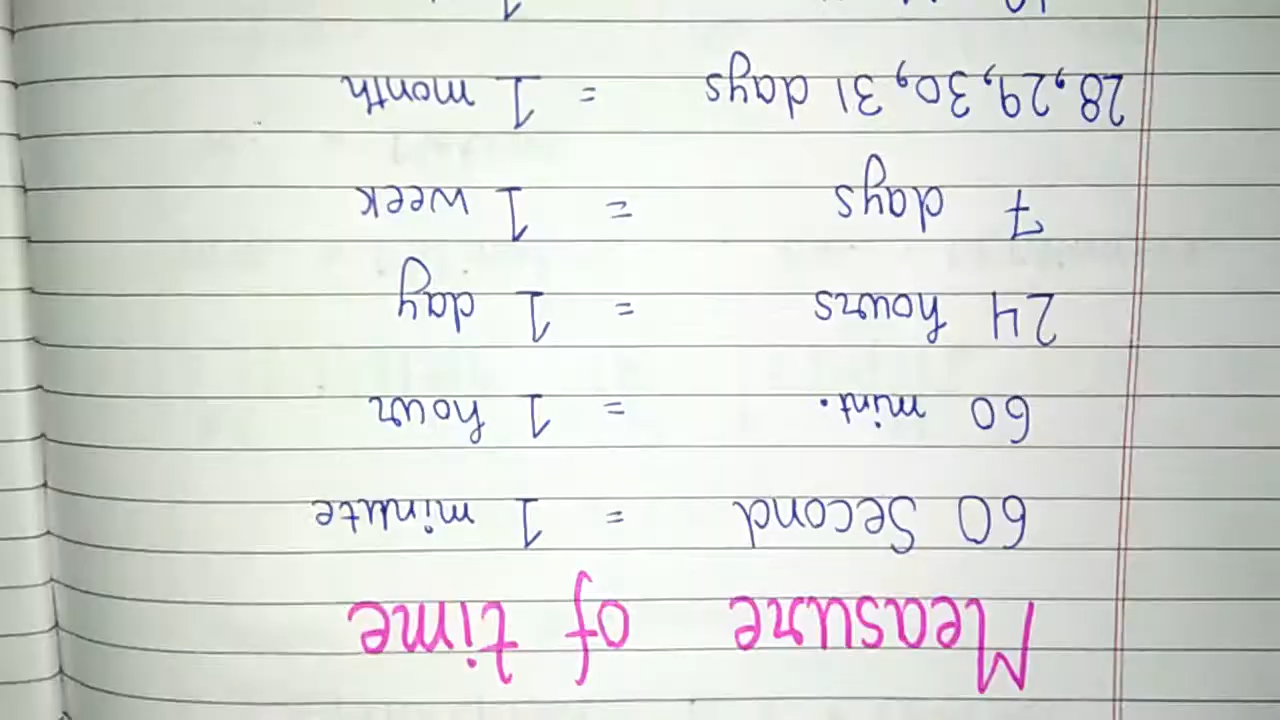 Measure of time
60 Second = 1 minute
60 mint. = 1 hour
24 hours = 1 day
7 days = 1 week
28, 29, 30, 31 days = 1 month